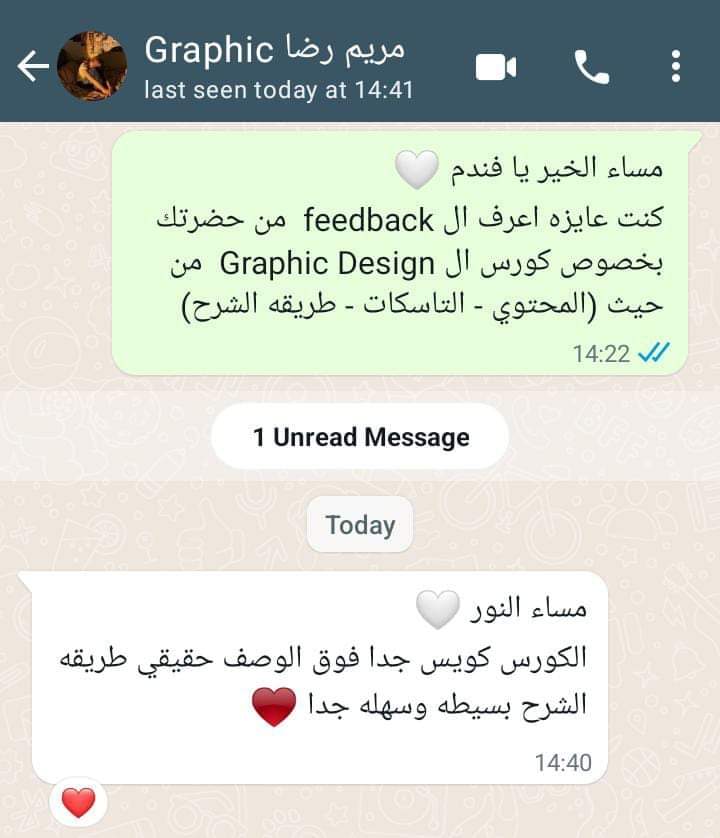 مريم رضا Graphic
last seen today at 14:41
مساء الخير يا فندم 🤍
كنت عايزه اعرف ال feedback من حضرتك
بخصوص كورس ال Graphic Design من
حيث (المحتوي - التاسكات - طريقه الشرح)
14:22
1 Unread Message
Today
مساء النور 🤍
الكورس كويس جدا فوق الوصف حقيقي طريقه
الشرح بسيطه وسهله جدا ❤️
14:40
❤️